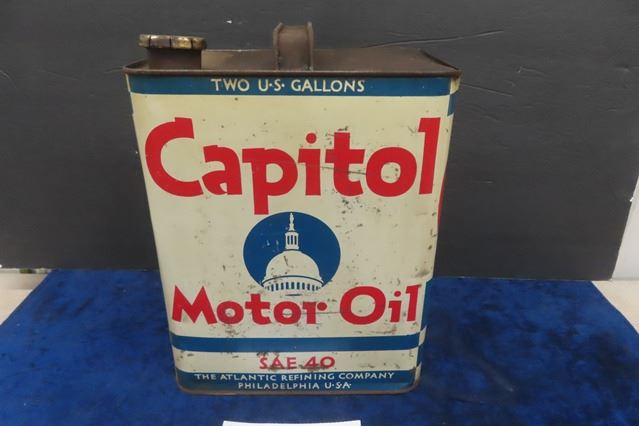 TWO U·S· GALLONS
Capitol
Motor Oil
SAE 40
THE ATLANTIC REFINING COMPANY
PHILADELPHIA U·S·A·